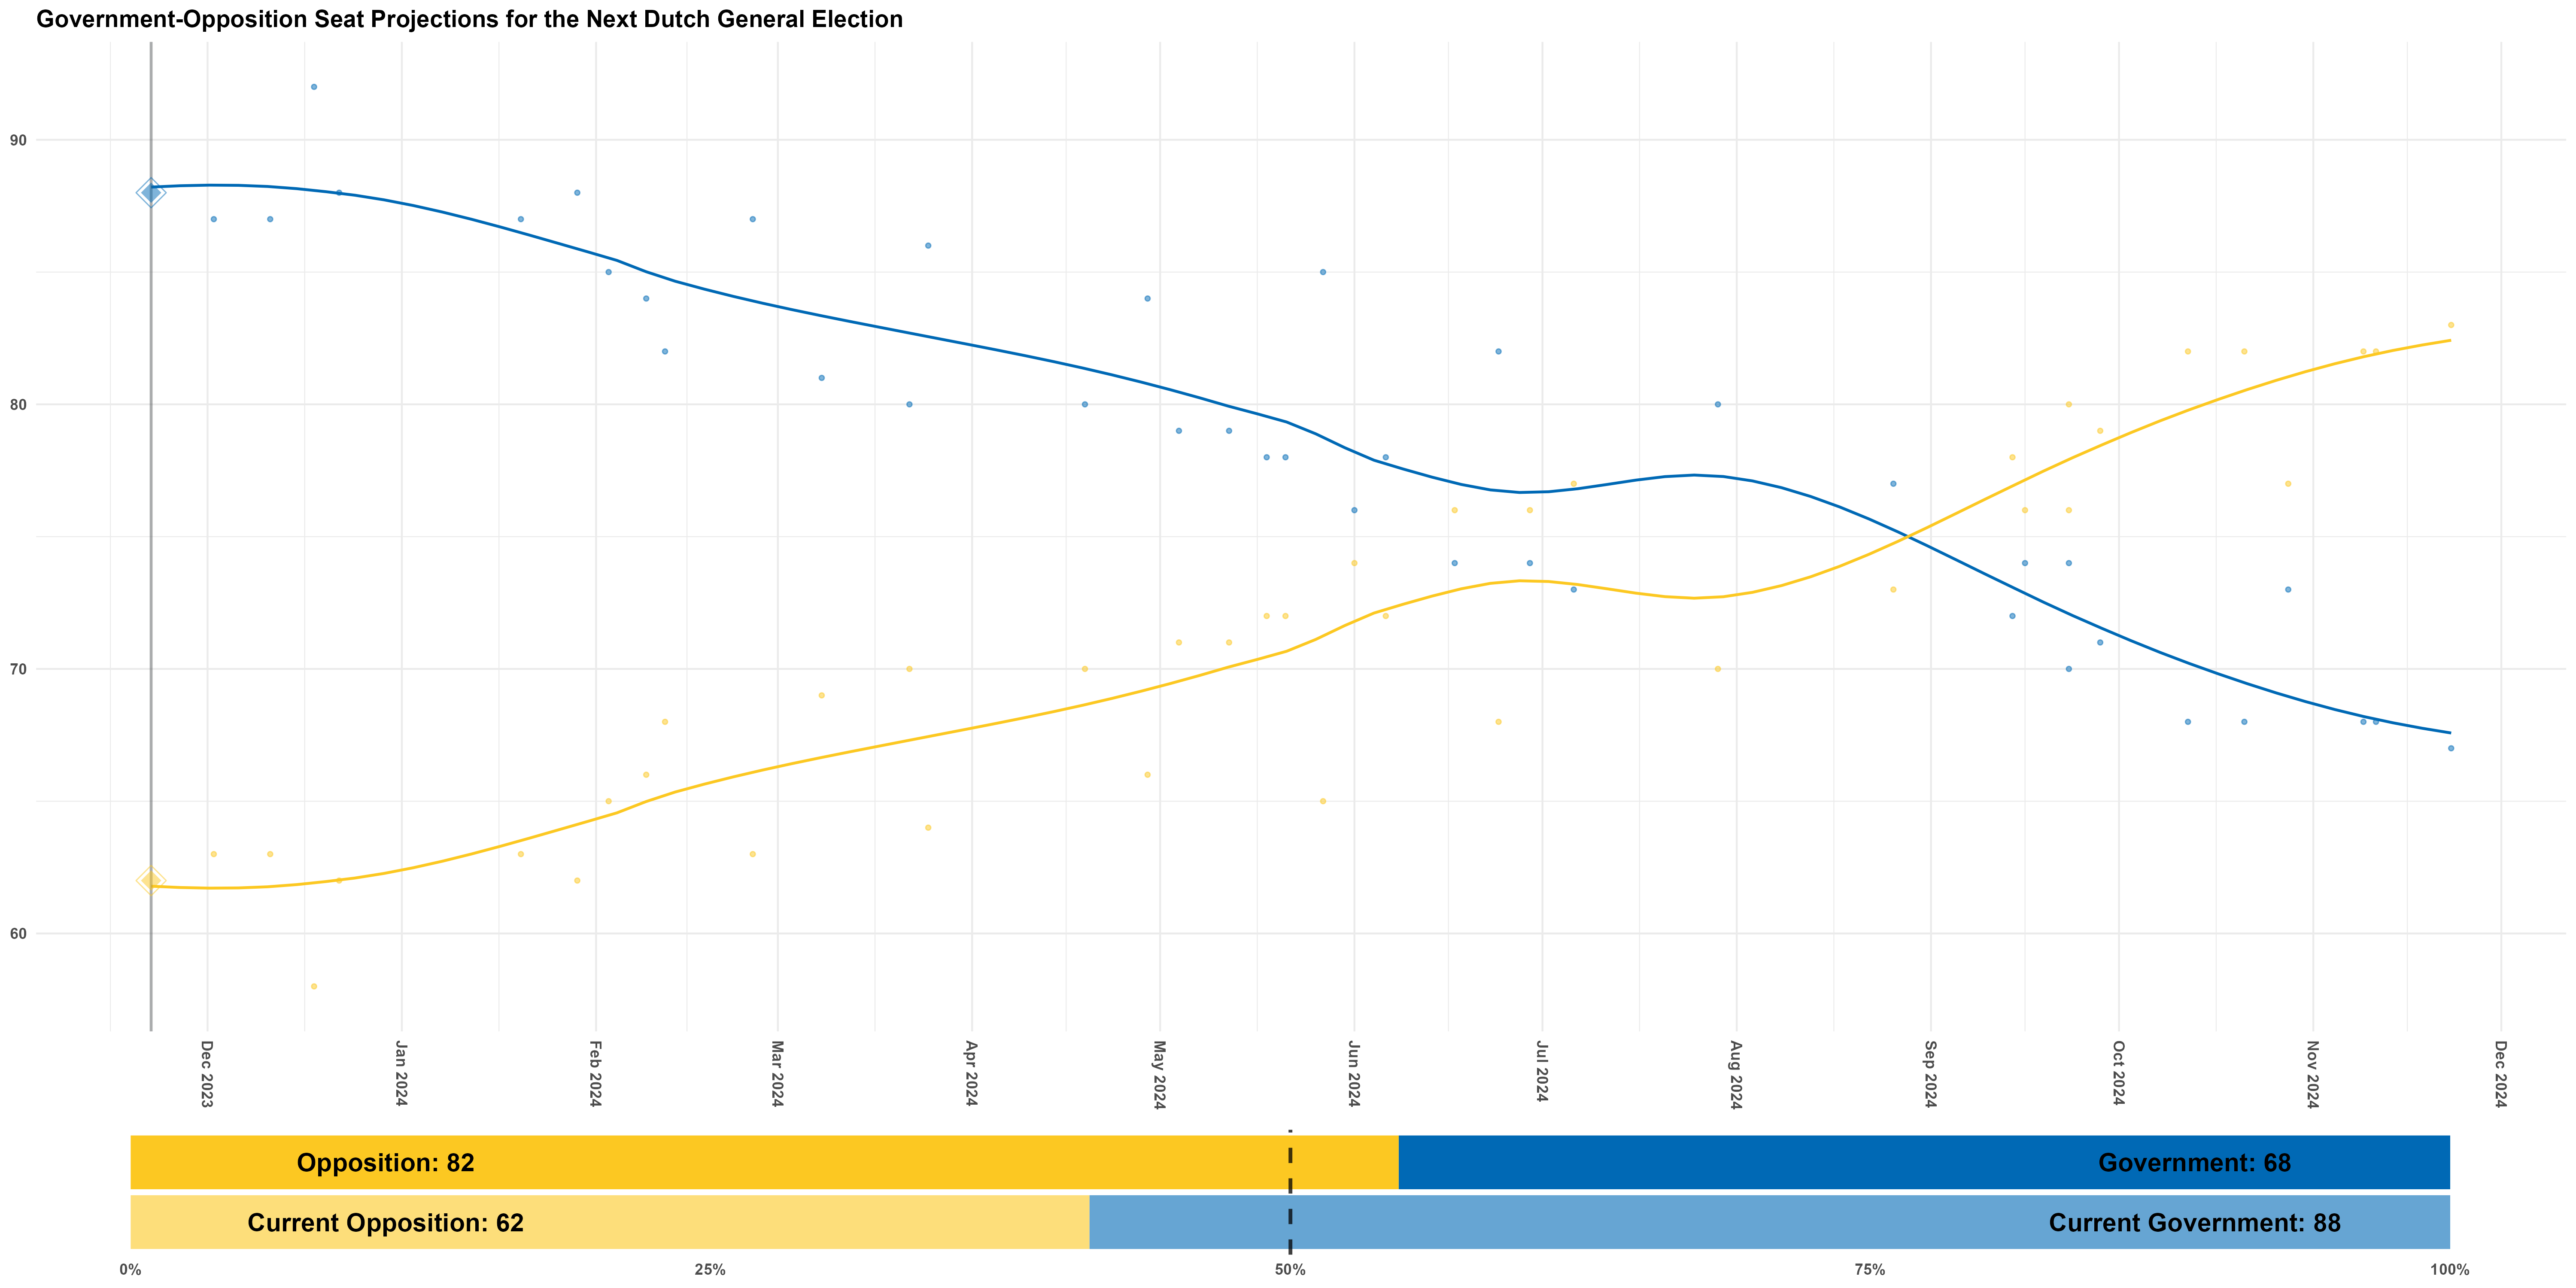 Government-Opposition Seat Projections for the Next Dutch General Election
90
80
70
60
Dec 2023
Jan 2024
Feb 2024
Mar 2024
Apr 2024
May 2024
Jun 2024
Jul 2024
Aug 2024
Sep 2024
Oct 2024
Nov 2024
Dec 2024
Opposition: 82
Government: 68
Current Opposition: 62
Current Government: 88
0%
25%
50%
75%
100%